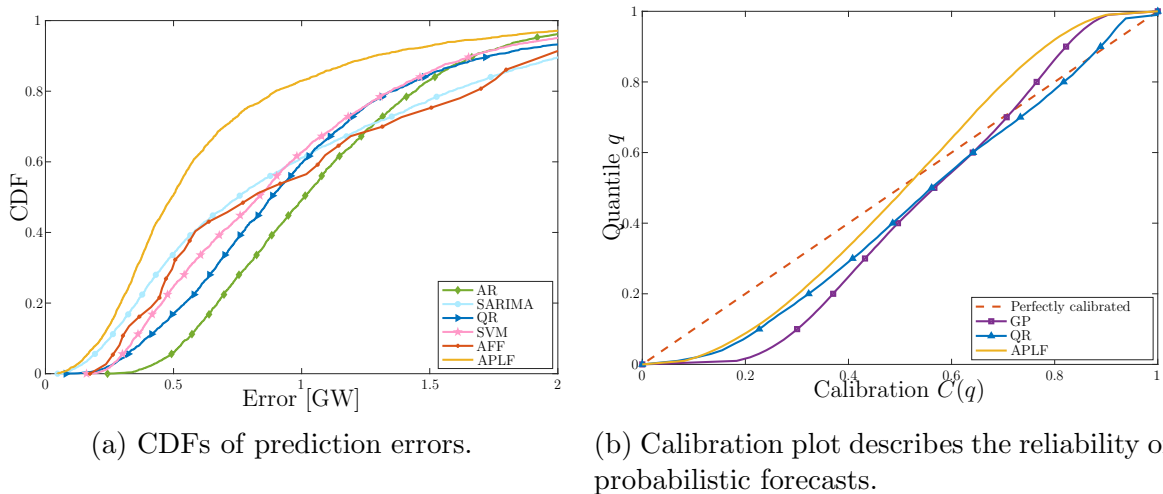 1
0.8
0.6
0.4
0.2
0
CDF
0
0.5
1
1.5
2
Error [GW]
AR
SARIMA
QR
SVM
AFF
APLF
(a) CDFs of prediction errors.
1
0.8
0.6
0.4
0.2
0
Quantile q
0
0.2
0.4
0.6
0.8
1
Calibration C(q)
Perfectly calibrated
GP
QR
APLF
(b) Calibration plot describes the reliability o
probabilistic forecasts.